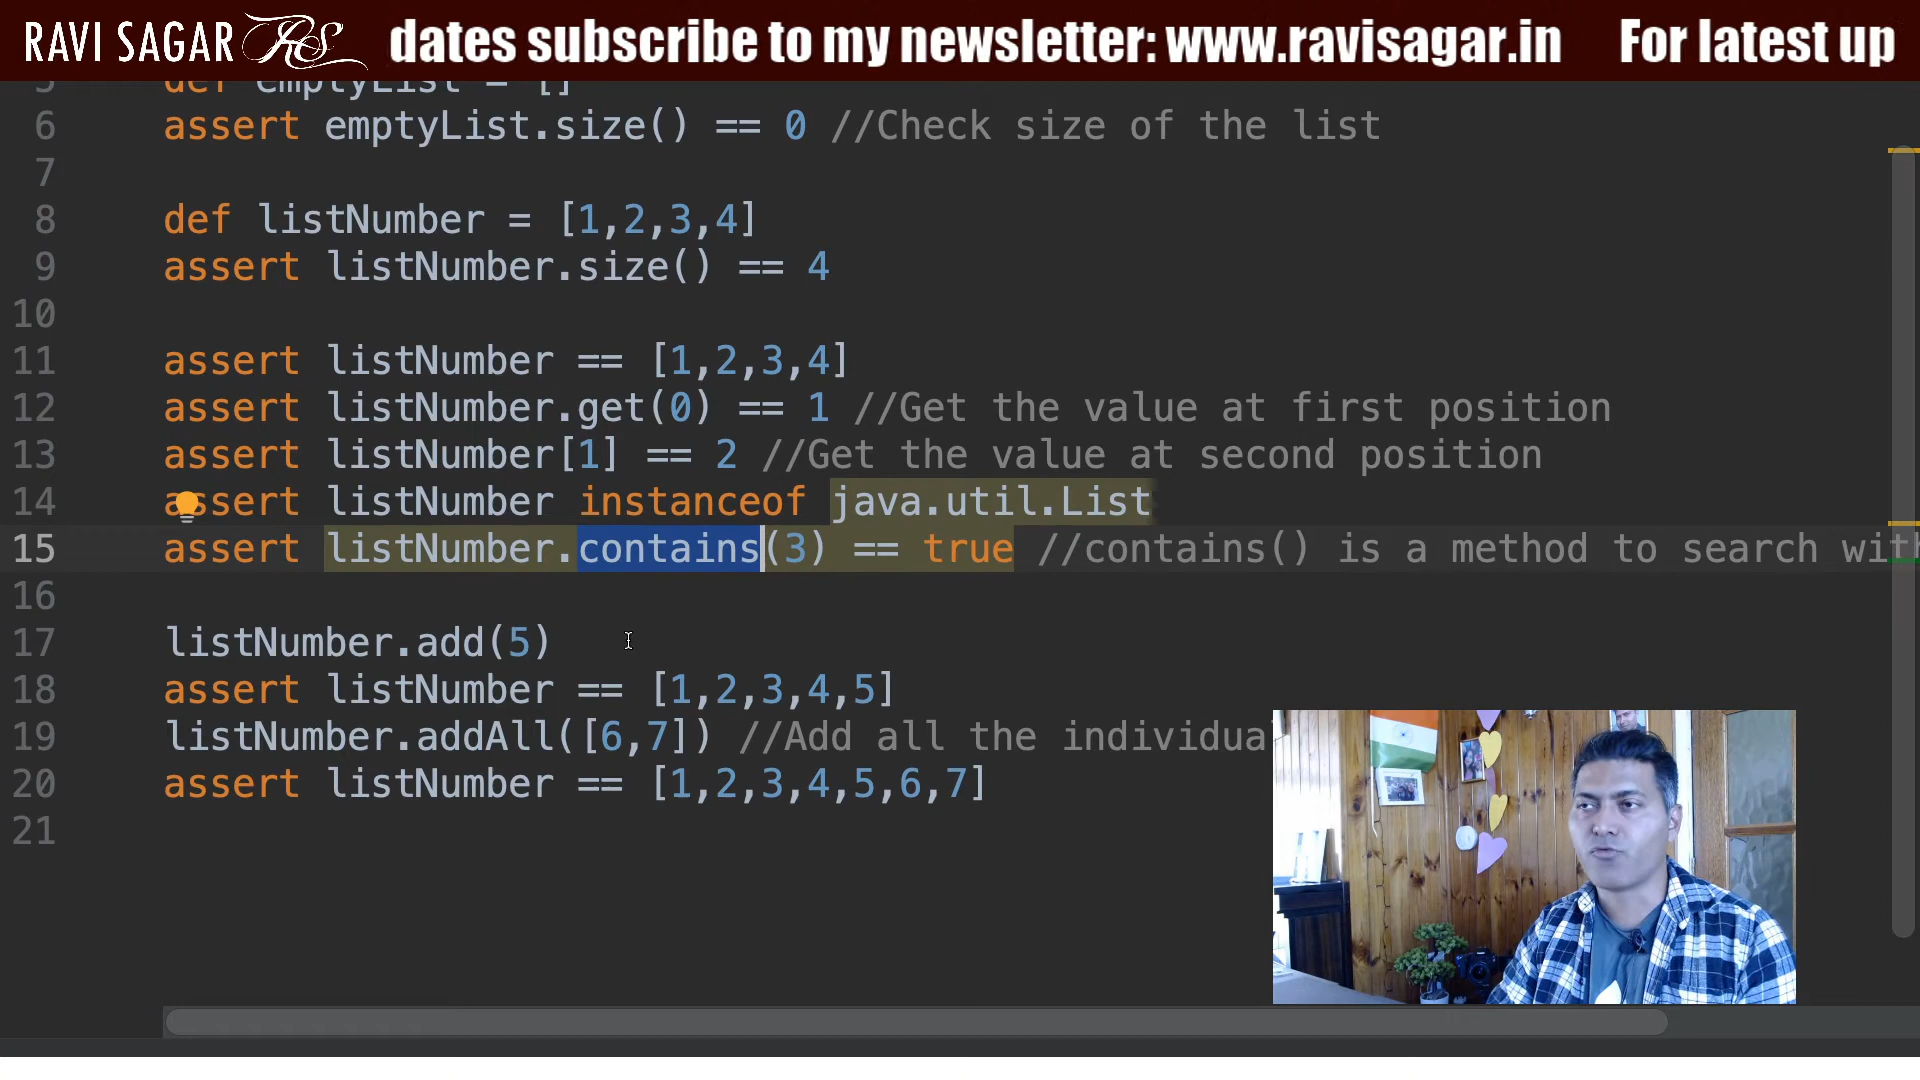 RAVI SAGAR RS dates subscribe to my newsletter: www.ravisagar.in For latest up
5 def emptyList = []
6 assert emptyList.size() == 0 //Check size of the list
7
8 def listNumber = [1,2,3,4]
9 assert listNumber.size() == 4
10
11 assert listNumber == [1,2,3,4]
12 assert listNumber.get(0) == 1 //Get the value at first position
13 assert listNumber[1] == 2 //Get the value at second position
14 assert listNumber instanceof java.util.List
15 assert listNumber.contains(3) == true //contains() is a method to search with
16
17 listNumber.add(5)
18 assert listNumber == [1,2,3,4,5]
19 listNumber.addAll([6,7]) //Add all the individua
20 assert listNumber == [1,2,3,4,5,6,7]
21